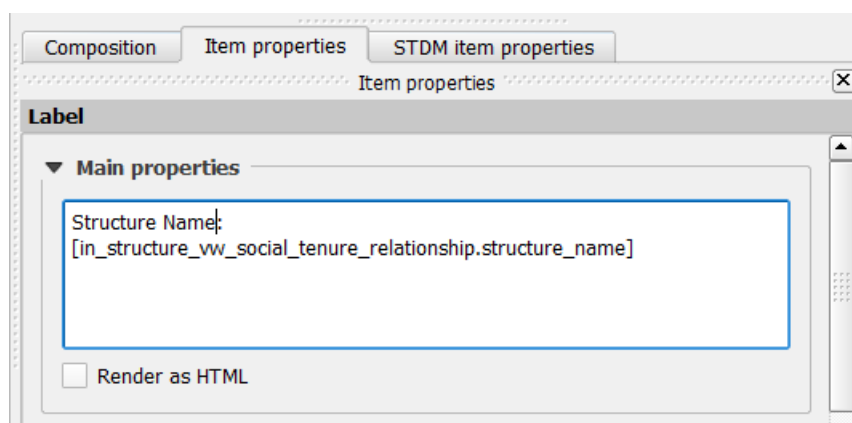 Composition Item properties STDM item properties
Item properties
Label
Main properties
Structure Name:
[in_structure_vw_social_tenure_relationship.structure_name]
Render as HTML